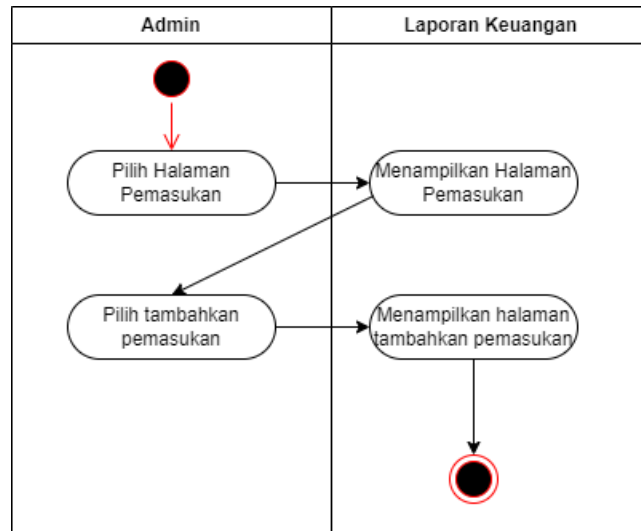 Admin
Laporan Keuangan
Pilih Halaman
Pemasukan
Menampilkan Halaman
Pemasukan
Pilih tambahkan
pemasukan
Menampilkan halaman
tambahkan pemasukan